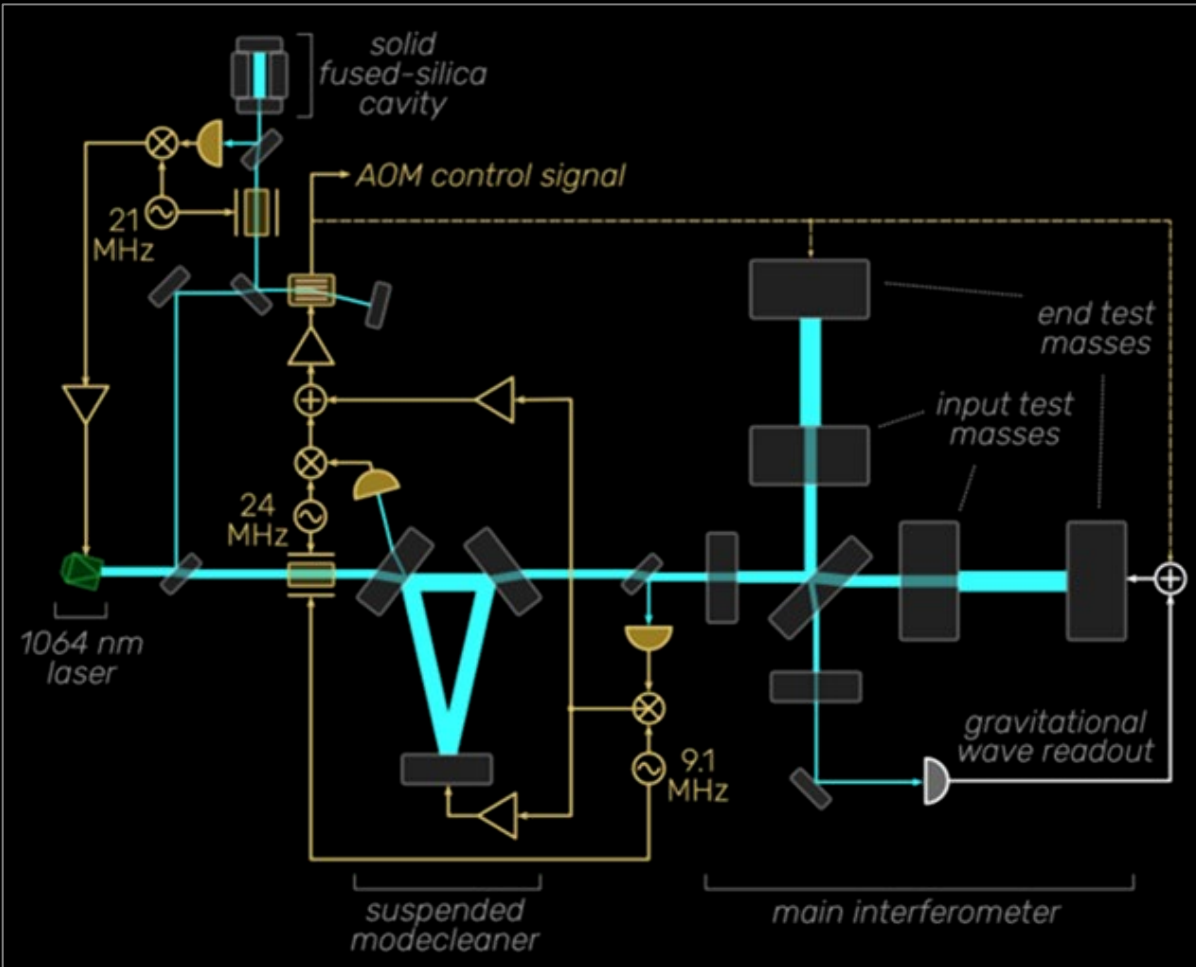 solid
fused-silica
cavity
AOM control signal
21
MHz
end test
masses
input test
masses
24
MHz
1064 nm
laser
gravitational
wave readout
9.1
MHz
suspended
modecleaner
main interferometer